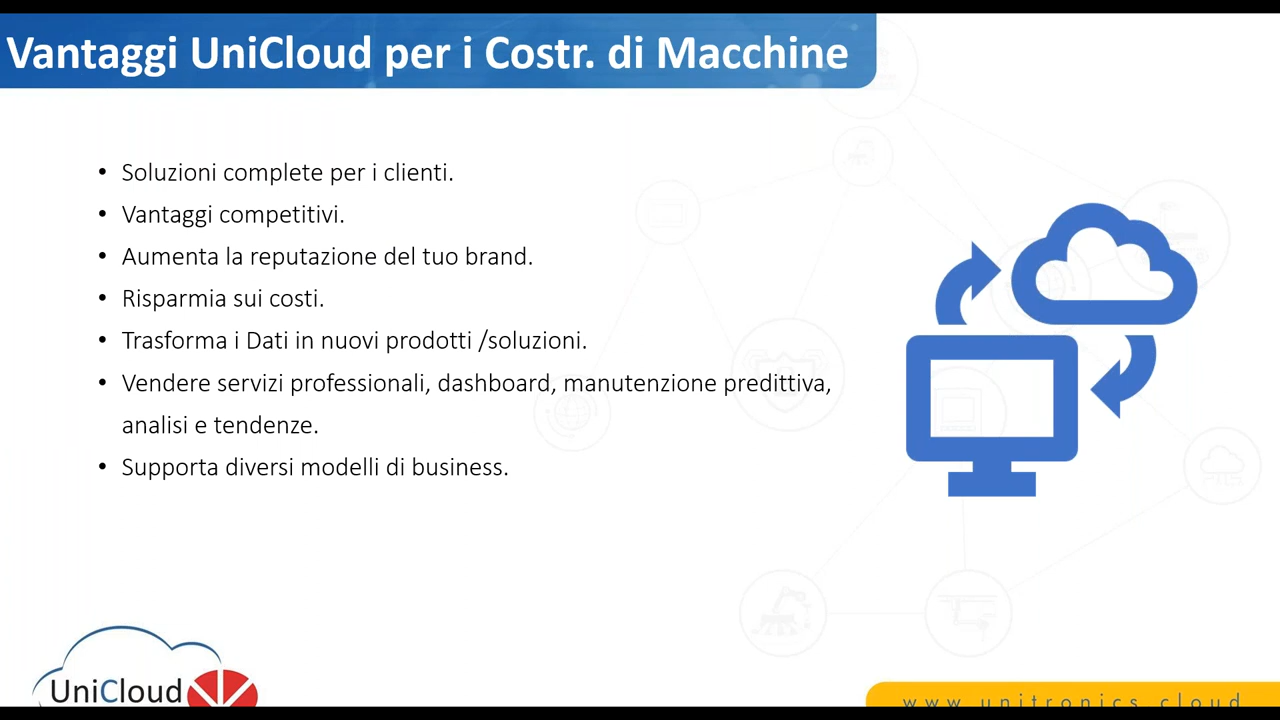 Vantaggi UniCloud per i Costr. di Macchine
• Soluzioni complete per i clienti.
• Vantaggi competitivi.
• Aumenta la reputazione del tuo brand.
• Risparmia sui costi.
• Trasforma i Dati in nuovi prodotti /soluzioni.
• Vendere servizi professionali, dashboard, manutenzione predittiva,
analisi e tendenze.
• Supporta diversi modelli di business.
UniCloud
www.unitronics.cloud